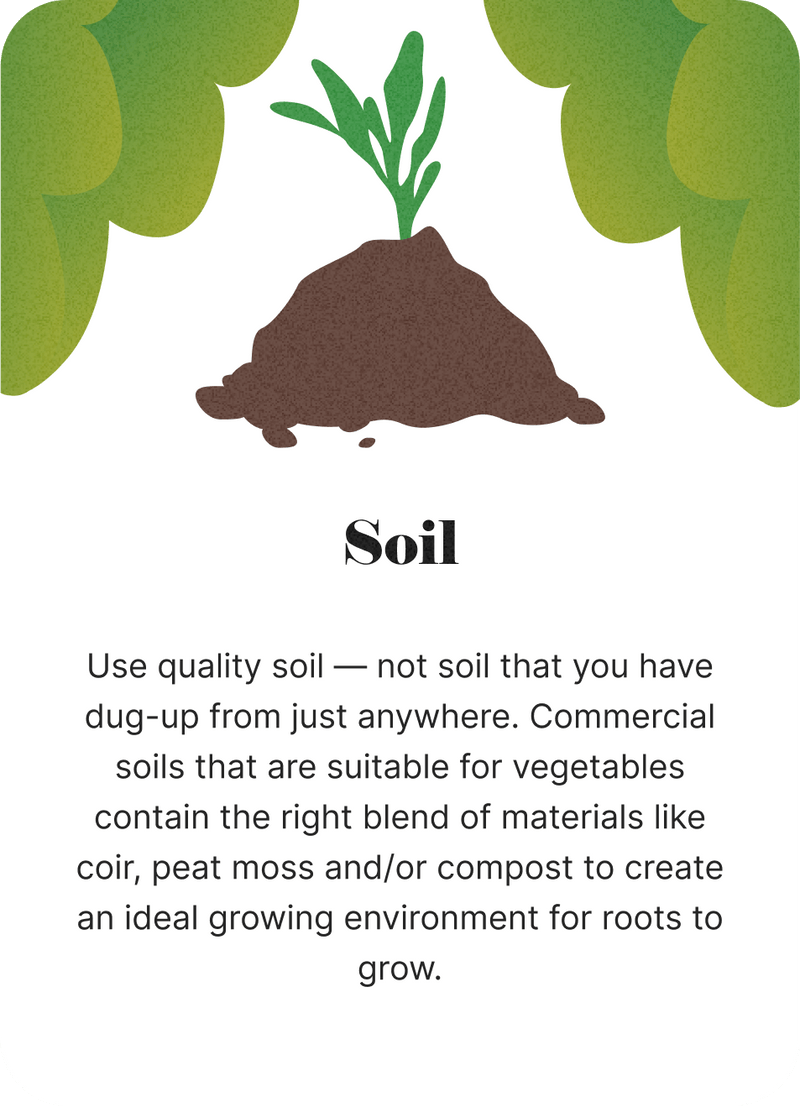 Soil
Use quality soil — not soil that you have
dug-up from just anywhere. Commercial
soils that are suitable for vegetables
contain the right blend of materials like
coir, peat moss and/or compost to create
an ideal growing environment for roots to
grow.